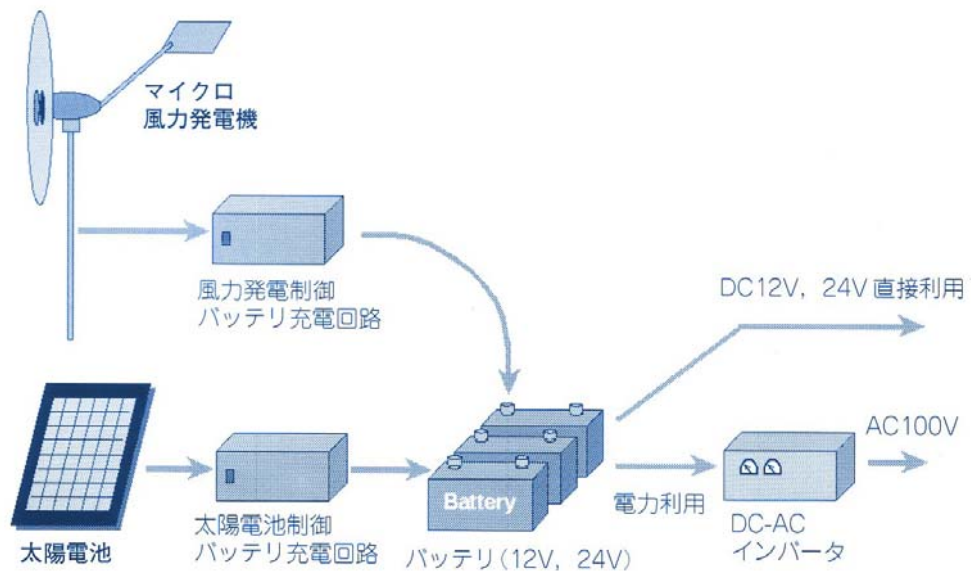 マイクロ
風力発電機
風力発電制御
バッテリ充電回路
DC12V, 24V 直接利用
AC100V
Battery
電力利用
太陽電池
太陽電池制御
バッテリ充電回路
バッテリ(12V, 24V)
DC-AC
インバータ